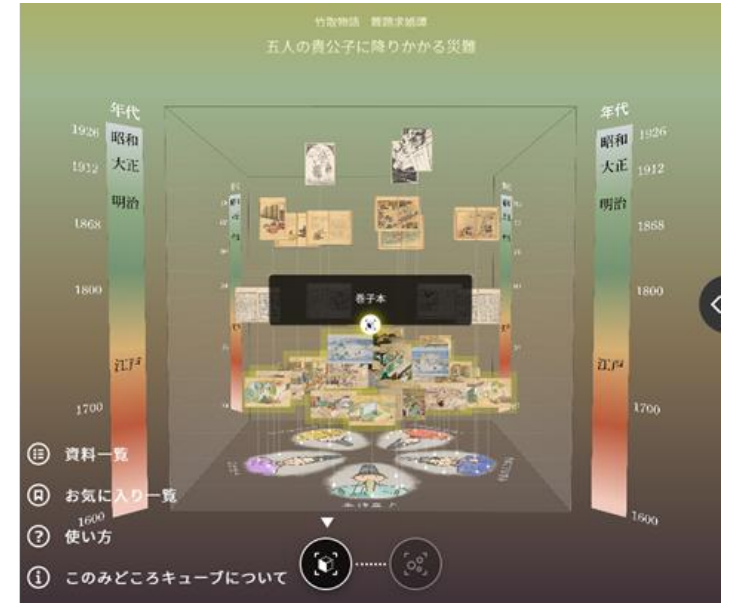 竹取物語　難題求婚譚
五人の貴公子に降りかかる災難
年代
1926
昭和
1912
大正
明治
1868
1800
江戸
1700
1600
年代
昭和
1926
大正
1912
明治
1868
1800
江戸
1700
1600
巻子本
資料一覧
お気に入り一覧
使い方
このみどころキューブについて